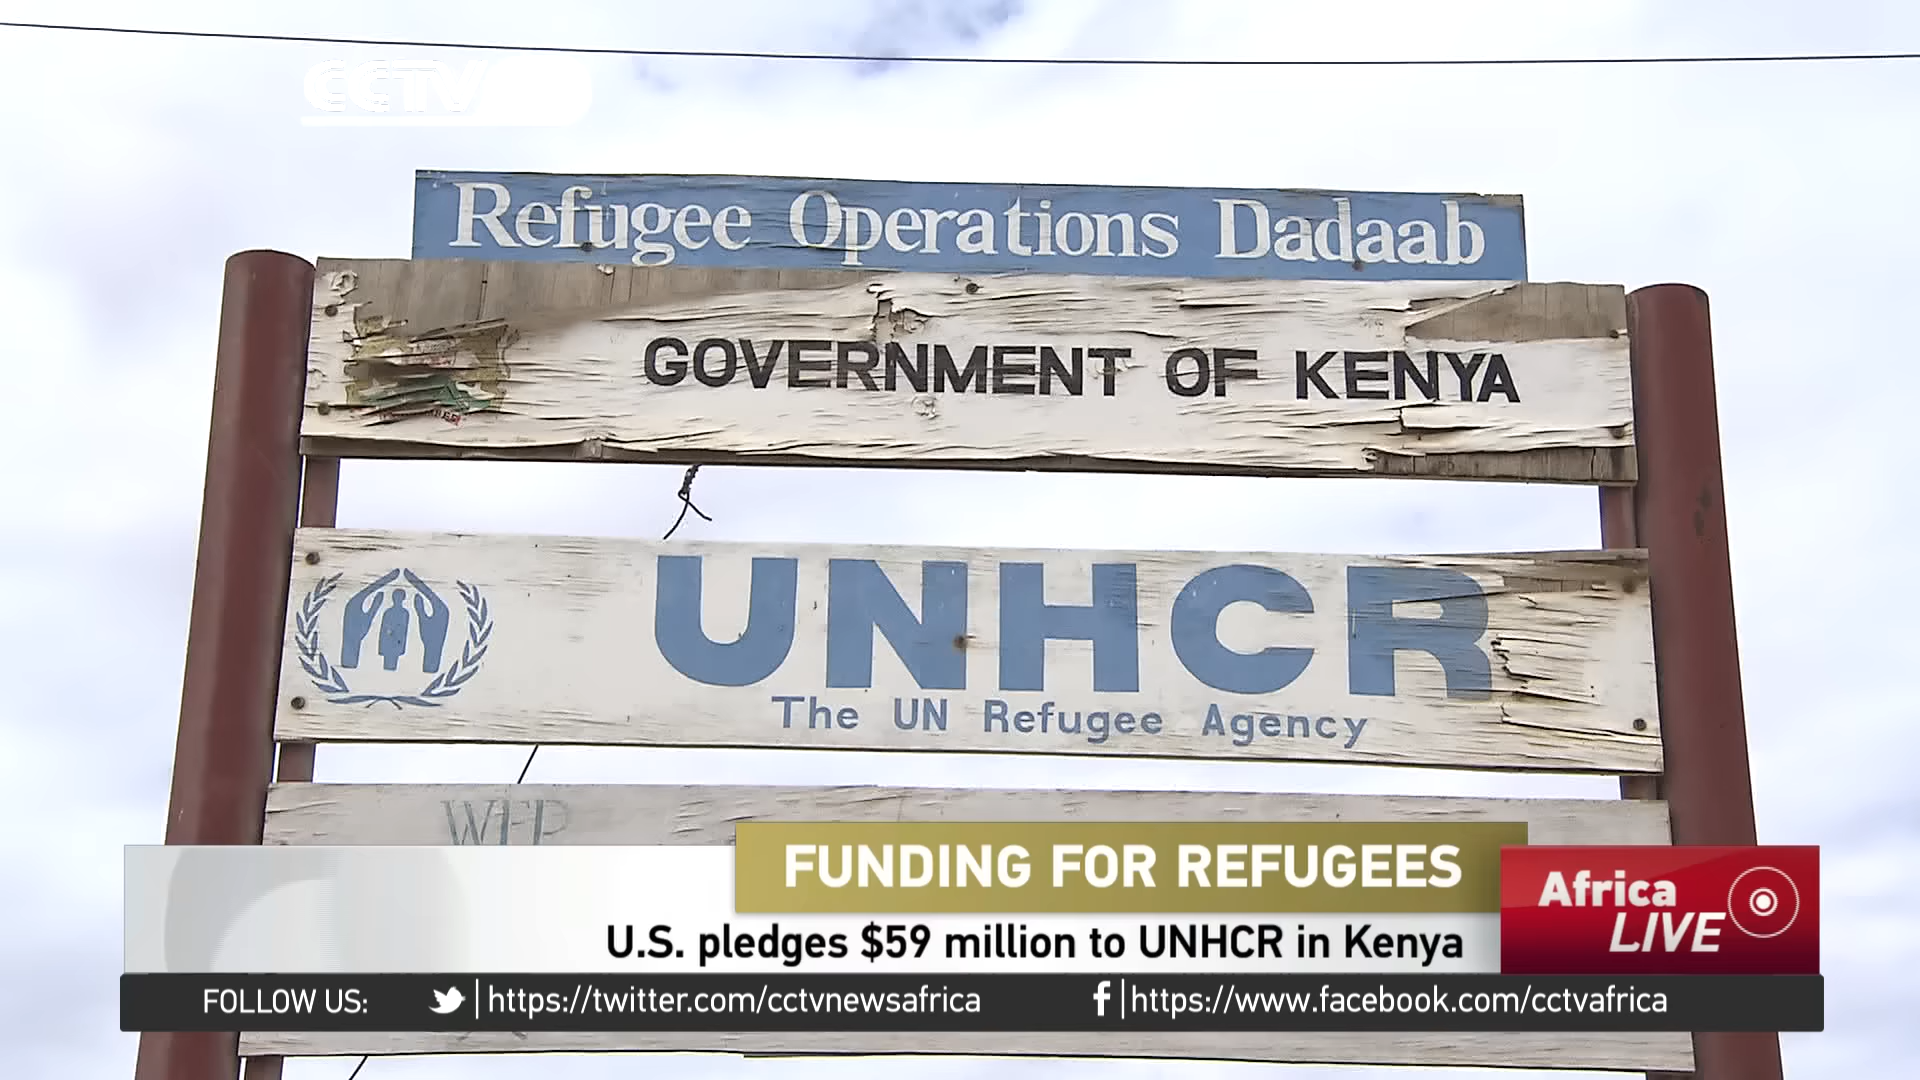 CCTV
Refugee Operations Dadaab
GOVERNMENT OF KENYA
UNHCR
The UN Refugee Agency
WFP
FUNDING FOR REFUGEES
Africa
LIVE
U.S. pledges $59 million to UNHCR in Kenya
FOLLOW US: | https://twitter.com/cctvnewsafrica f | https://www.facebook.com/cctvafrica